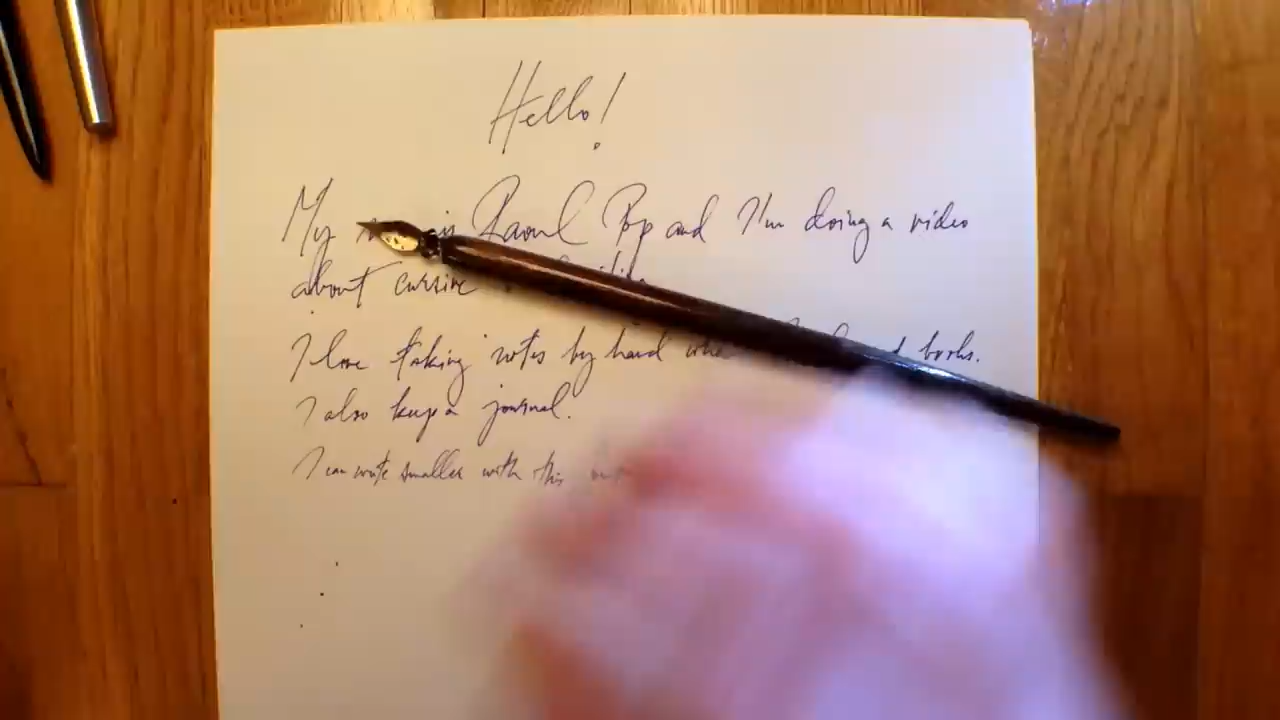 Hello!
My is Raoul Pop and I'm doing a video
about cursive
I love taking notes by hand books.
I also keep a journal.
I can write smaller with this